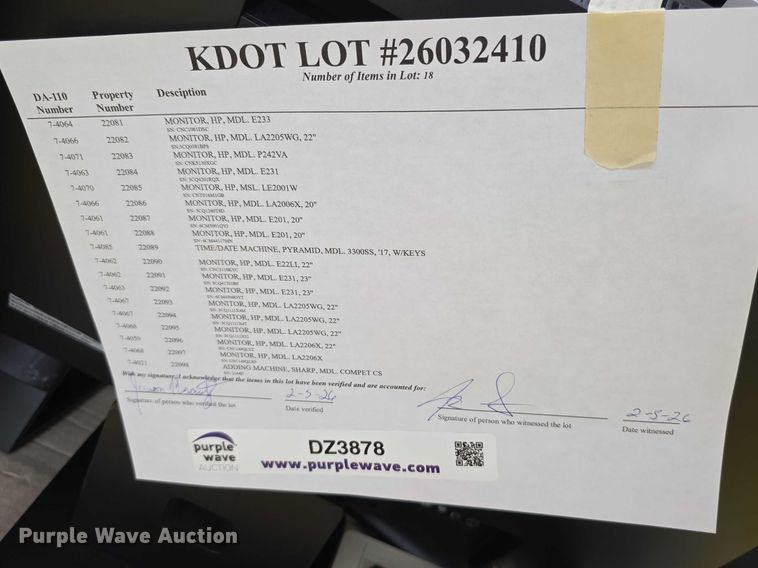 KDOT LOT #26032410
Number of Items in Lot: 18
DA-110 Number Property Number Desciption
7-4064 22081 MONITOR, HP, MDL. E233
7-4066 22082 MONITOR, HP, MDL. LA2205WG, 22"
7-4071 22083 MONITOR, HP, MDL. P242VA
7-4063 22084 MONITOR, HP, MDL. E231
7-4070 22085 MONITOR, HP, MSL. LE2001W
7-4066 22086 MONITOR, HP, MDL. LA2006X, 20"
7-4061 22087 MONITOR, HP, MDL. E201, 20"
7-4061 22088 MONITOR, HP, MDL. E201, 20"
7-4085 22089 TIME/DATE MACHINE, PYRAMID, MDL. 3300SS, '17, W/KEYS
7-4062 22090 MONITOR, HP, MDL. E22LI, 22"
7-4062 22091 MONITOR, HP, MDL. E231, 23"
7-4063 22092 MONITOR, HP, MDL. E231, 23"
7-4067 22093 MONITOR, HP, MDL. LA2205WG, 22"
7-4067 22094 MONITOR, HP, MDL. LA2205WG, 22"
7-4068 22095 MONITOR, HP, MDL. LA2205WG, 22"
22096 MONITOR, HP, MDL. LA2206X, 22"
7-4068 22097 MONITOR, HP, MDL. LA2206X
7-4021 22098 ADDING MACHINE, SHARP, MDL. COMPET CS
With my signature, I acknowledge that the items in this lot have been verified and are accounted for:
2-5-26
2-5-26
Signature of person who verified the lot Date verified Signature of person who witnessed the lot Date witnessed
purple wave AUCTION
DZ3878
www.purplewave.com
Purple Wave Auction